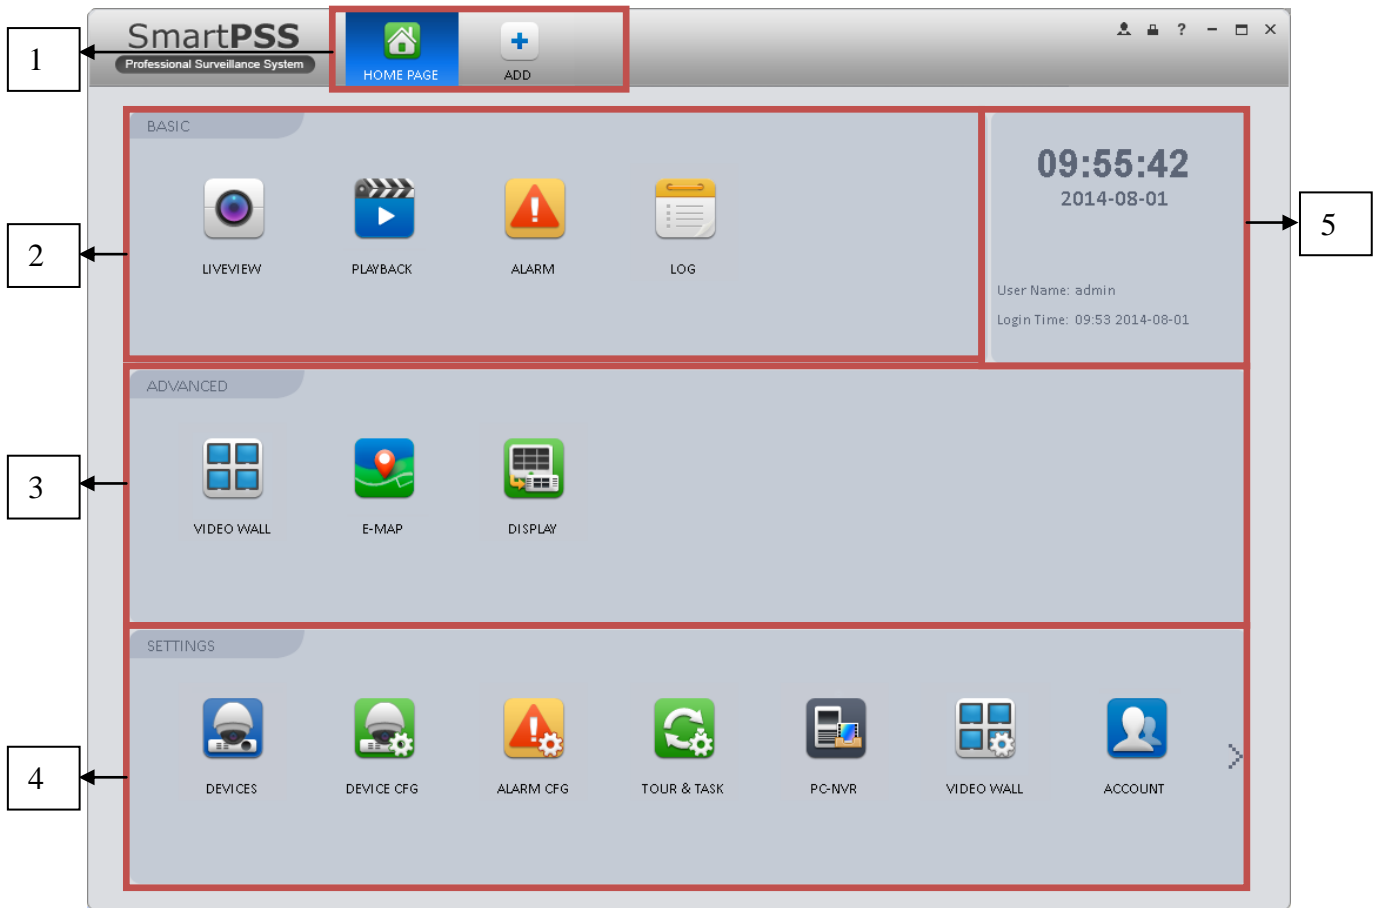 1
SmartPSS
Professional Surveillance System
HOME PAGE
ADD
?
BASIC
LIVEVIEW
PLAYBACK
ALARM
LOG
09:55:42
2014-08-01
User Name: admin
Login Time: 09:53 2014-08-01
2
5
ADVANCED
VIDEO WALL
E-MAP
DISPLAY
3
SETTINGS
DEVICES
DEVICE CFG
ALARM CFG
TOUR & TASK
PC-NVR
VIDEO WALL
ACCOUNT
4